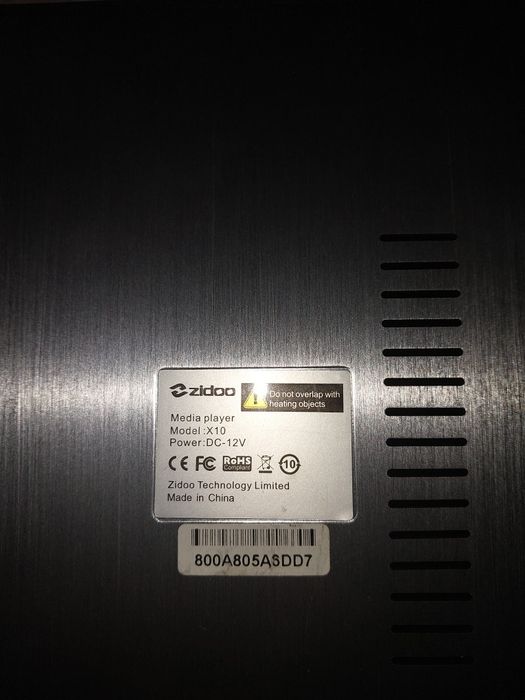 zidoo
Do not overlap with
heating objects
Media player
Model :X10
Power:DC-12V
CE FC RoHS
Compliant
10
Zidoo Technology Limited
Made in China
800A805A6DD7